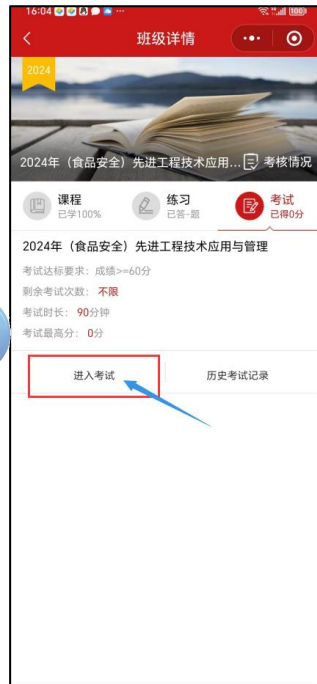 16:04
100
班级详情
2024
2024年（食品安全）先进工程技术应用...
考核情况
课程
已学100%
练习
已答-题
考试
已得0分
2024年（食品安全）先进工程技术应用与管理
考试达标要求：成绩>=60分
剩余考试次数： 不限
考试时长： 90分钟
考试最高分： 0分
进入考试
历史考试记录